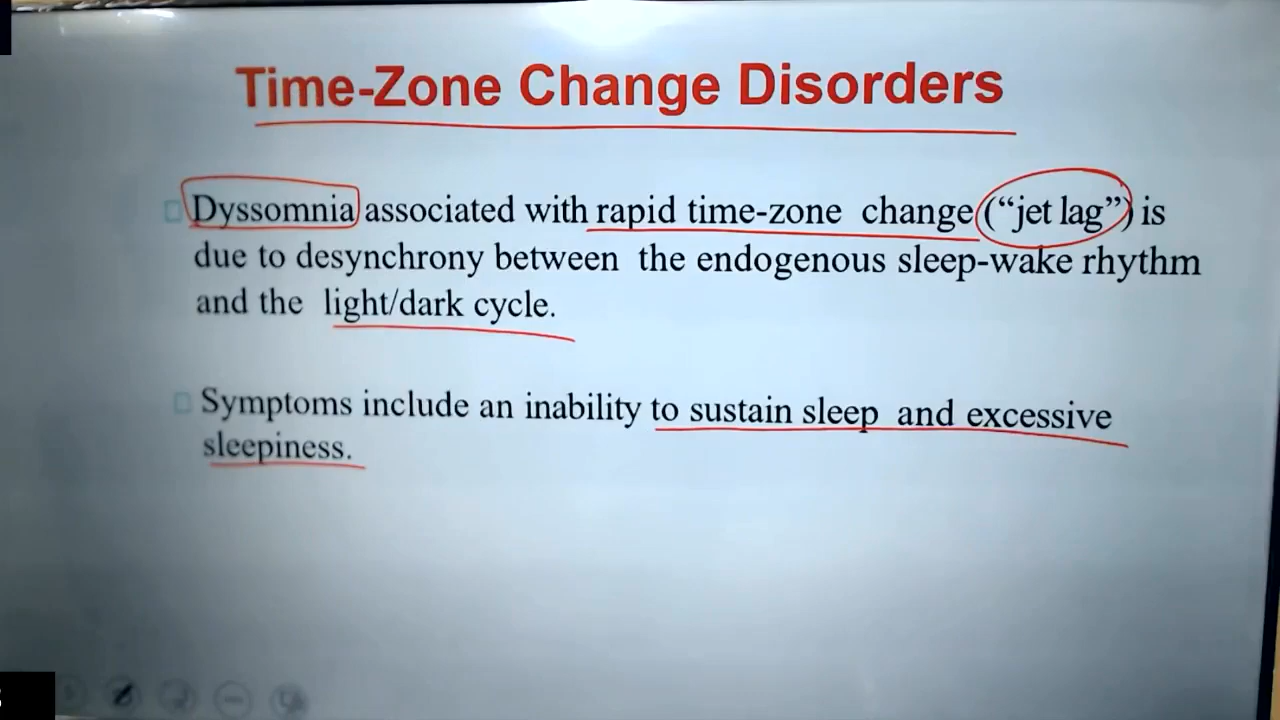 Time-Zone Change Disorders
Dyssomnia associated with rapid time-zone change (“jet lag”) is
due to desynchrony between the endogenous sleep-wake rhythm
and the light/dark cycle.
Symptoms include an inability to sustain sleep and excessive
sleepiness.